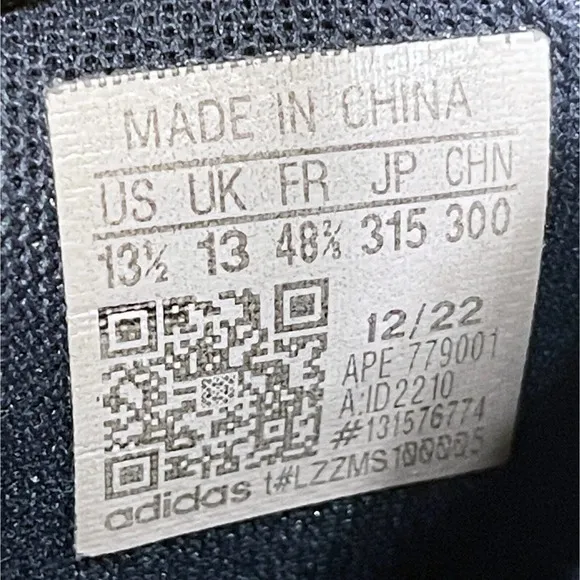 MADE IN CHINA
US UK FR JP CHN
13½ 13 48⅔ 315 300
12/22
APE 779001
A:ID2210
#131576774
adidas